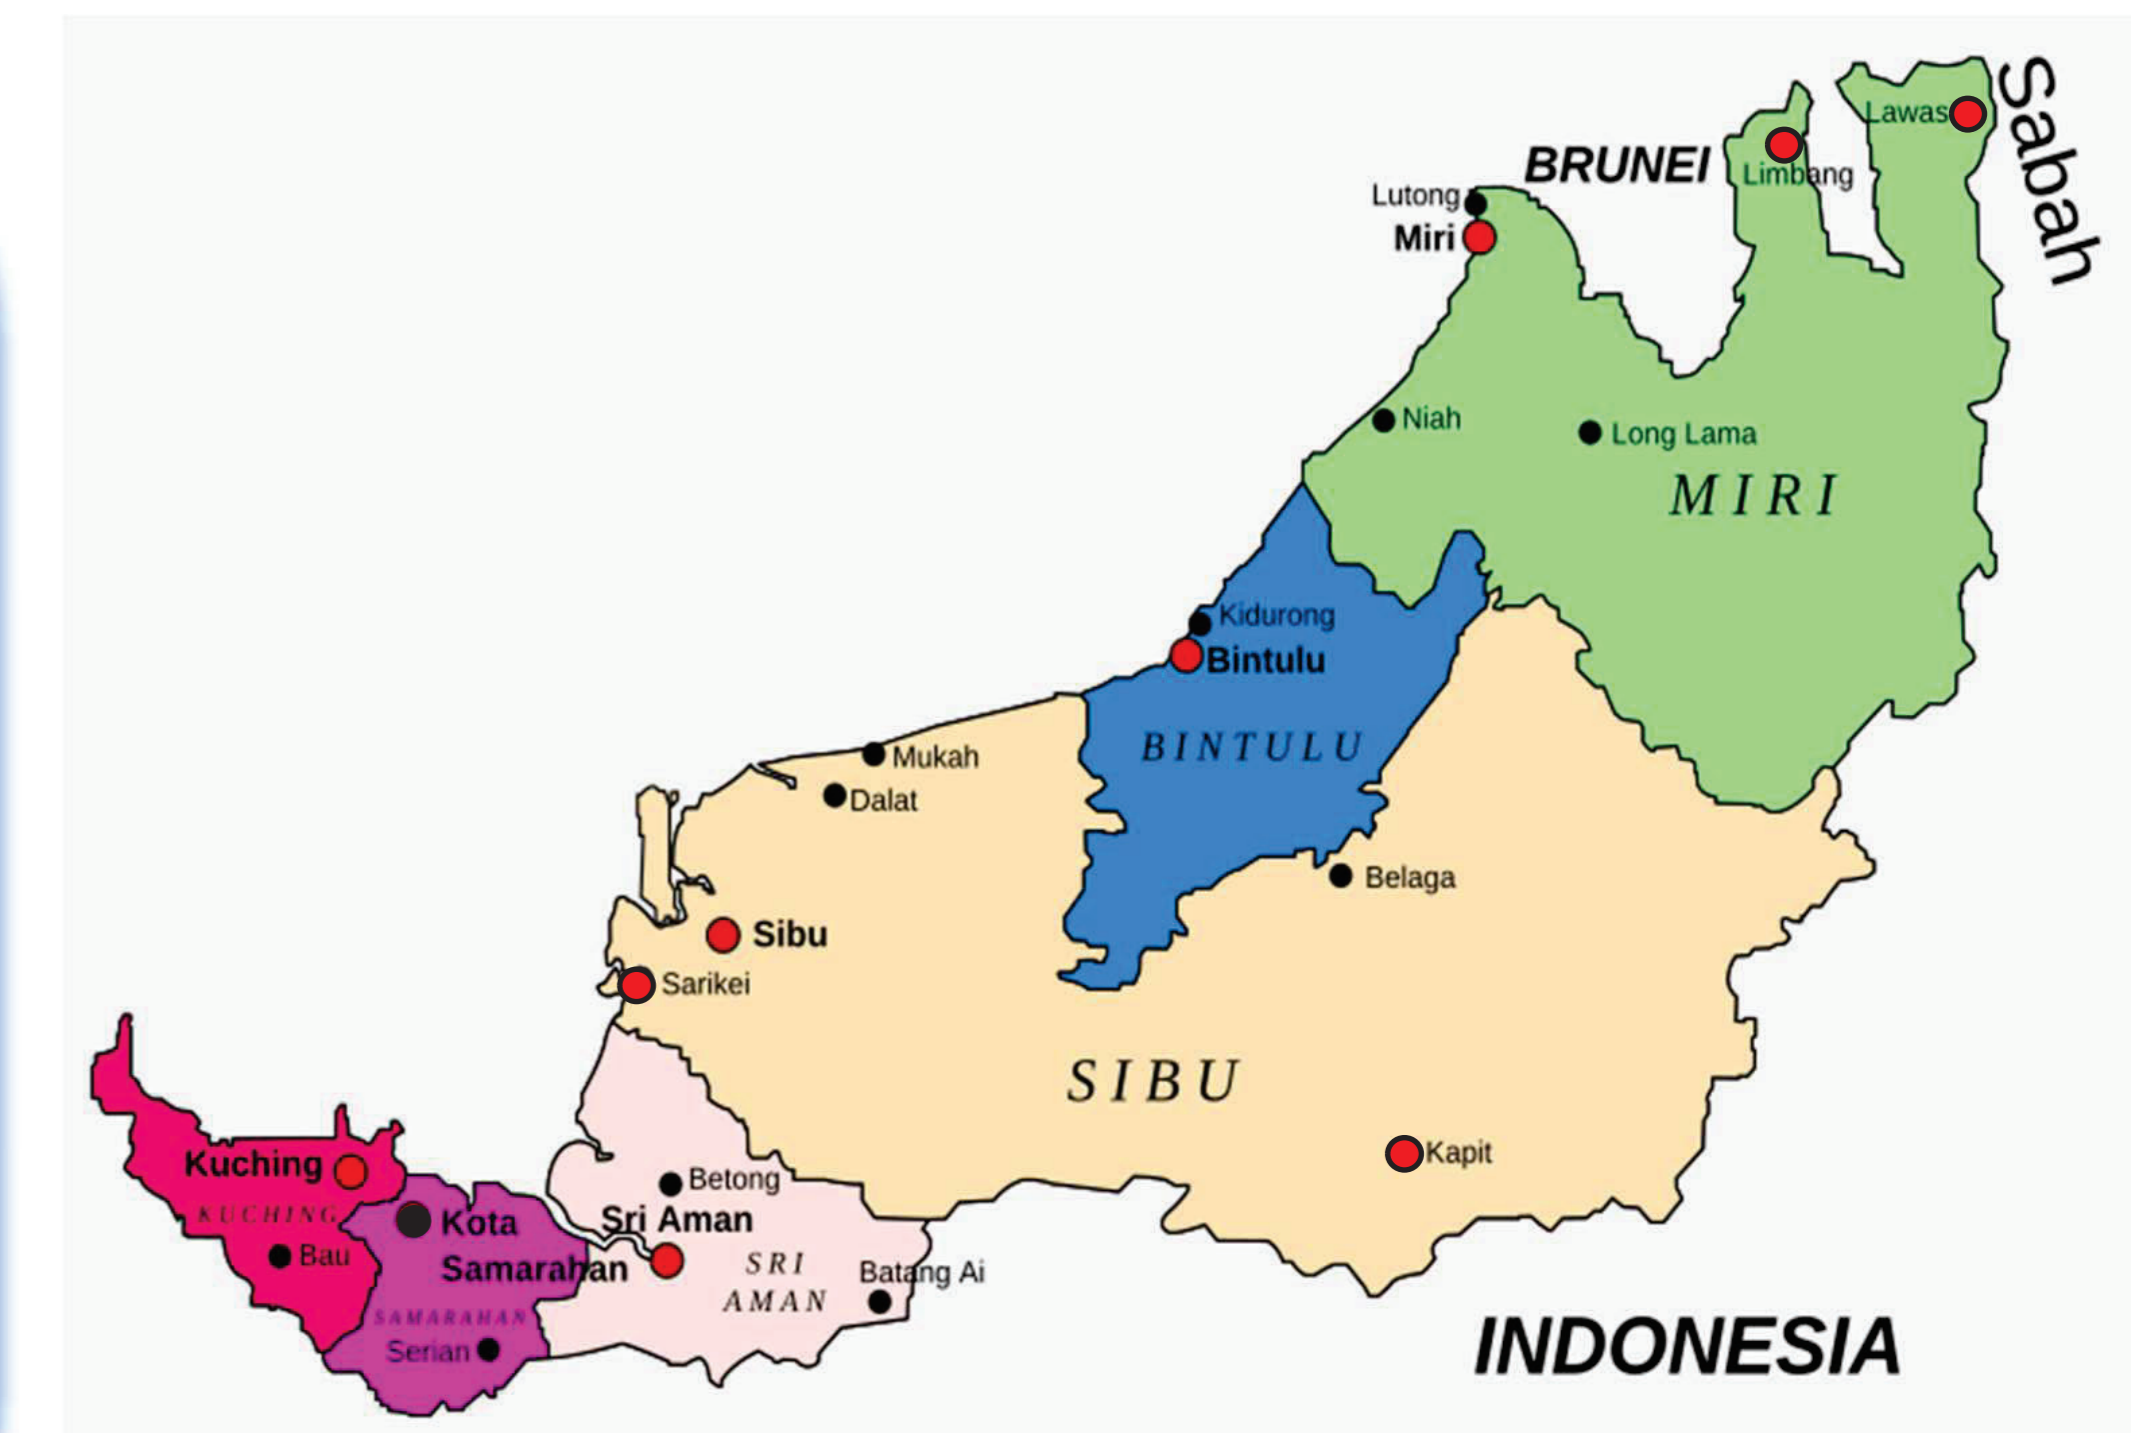 Sabah
Lawas
BRUNEI
Limbang
Lutong
Miri
Niah
Long Lama
MIRI
Kidurong
Bintulu
BINTULU
Mukah
Dalat
Belaga
Sibu
Sarikei
SIBU
Kapit
Kuching
KUCHING
Bau
Kota
Samarahan
SAMARAHAN
Serian
Betong
Sri Aman
SRI
AMAN
Batang Ai
INDONESIA